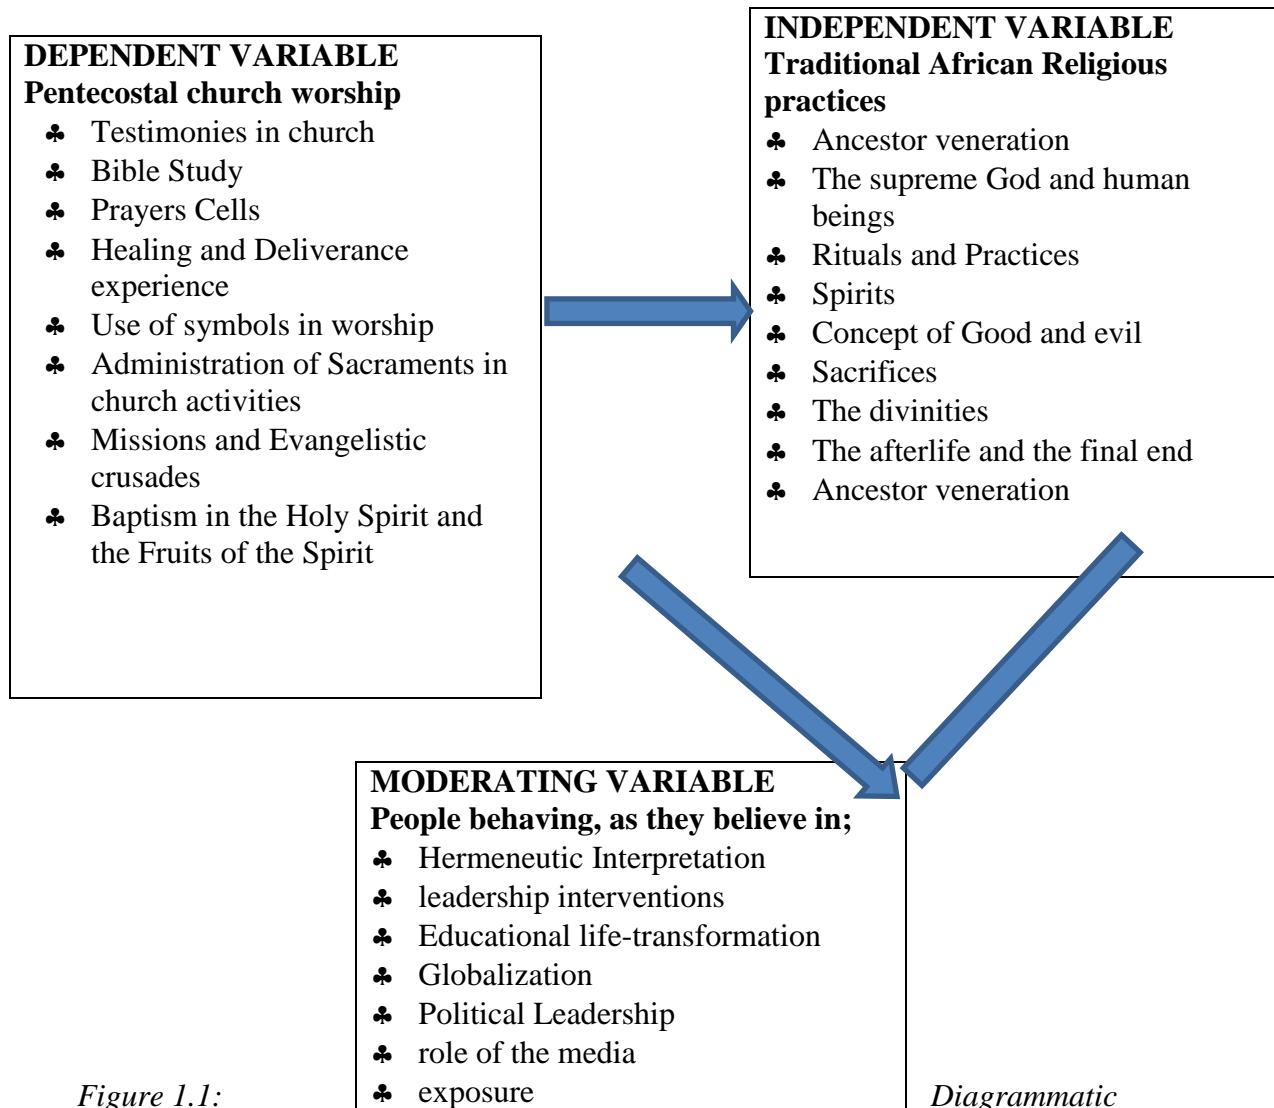 DEPENDENT VARIABLE
Pentecostal church worship
♣ Testimonies in church
♣ Bible Study
♣ Prayers Cells
♣ Healing and Deliverance
experience
♣ Use of symbols in worship
♣ Administration of Sacraments in
church activities
♣ Missions and Evangelistic
crusades
♣ Baptism in the Holy Spirit and
the Fruits of the Spirit
INDEPENDENT VARIABLE
Traditional African Religious
practices
♣ Ancestor veneration
♣ The supreme God and human
beings
♣ Rituals and Practices
♣ Spirits
♣ Concept of Good and evil
♣ Sacrifices
♣ The divinities
♣ The afterlife and the final end
♣ Ancestor veneration
MODERATING VARIABLE
People behaving, as they believe in;
♣ Hermeneutic Interpretation
♣ leadership interventions
♣ Educational life-transformation
♣ Globalization
♣ Political Leadership
♣ role of the media
♣ exposure
Figure 1.1: Diagrammatic